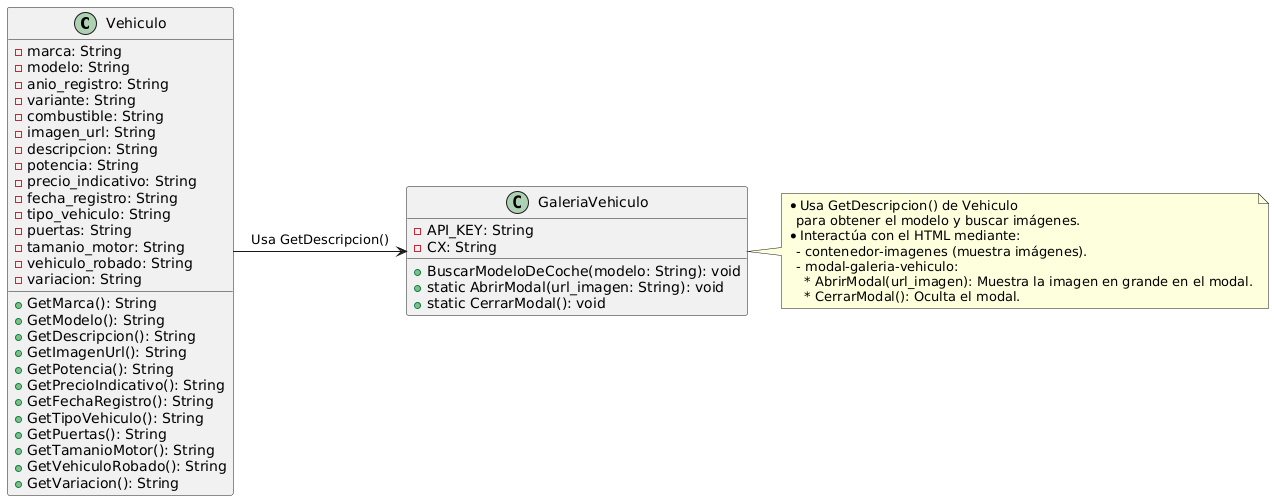 C Vehiculo
marca: String
modelo: String
anio_registro: String
variante: String
combustible: String
imagen_url: String
descripcion: String
potencia: String
precio_indicativo: String
fecha_registro: String
tipo_vehiculo: String
puertas: String
tamanio_motor: String
vehiculo_robado: String
variacion: String
GetMarca(): String
GetModelo(): String
GetDescripcion(): String
GetImagenUrl(): String
GetPotencia(): String
GetPrecioIndicativo(): String
GetFechaRegistro(): String
GetTipoVehiculo(): String
GetPuertas(): String
GetTamanioMotor(): String
GetVehiculoRobado(): String
GetVariacion(): String
Usa GetDescripcion()
C GaleriaVehiculo
API_KEY: String
CX: String
BuscarModeloDeCoche(modelo: String): void
static AbrirModal(url_imagen: String): void
static CerrarModal(): void
• Usa GetDescripcion() de Vehiculo
para obtener el modelo y buscar imágenes.
• Interactúa con el HTML mediante:
- contenedor-imagenes (muestra imágenes).
- modal-galeria-vehiculo:
* AbrirModal(url_imagen): Muestra la imagen en grande en el modal.
* CerrarModal(): Oculta el modal.